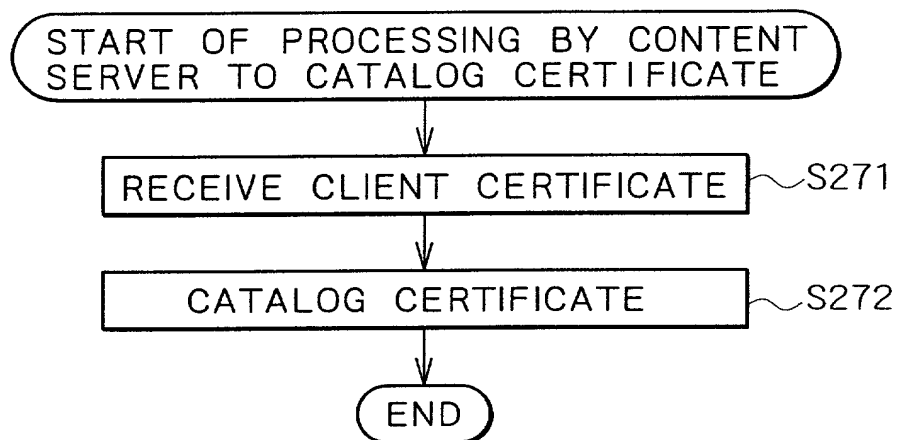 START OF PROCESSING BY CONTENT
SERVER TO CATALOG CERTIFICATE
RECEIVE CLIENT CERTIFICATE
S271
CATALOG CERTIFICATE
S272
END